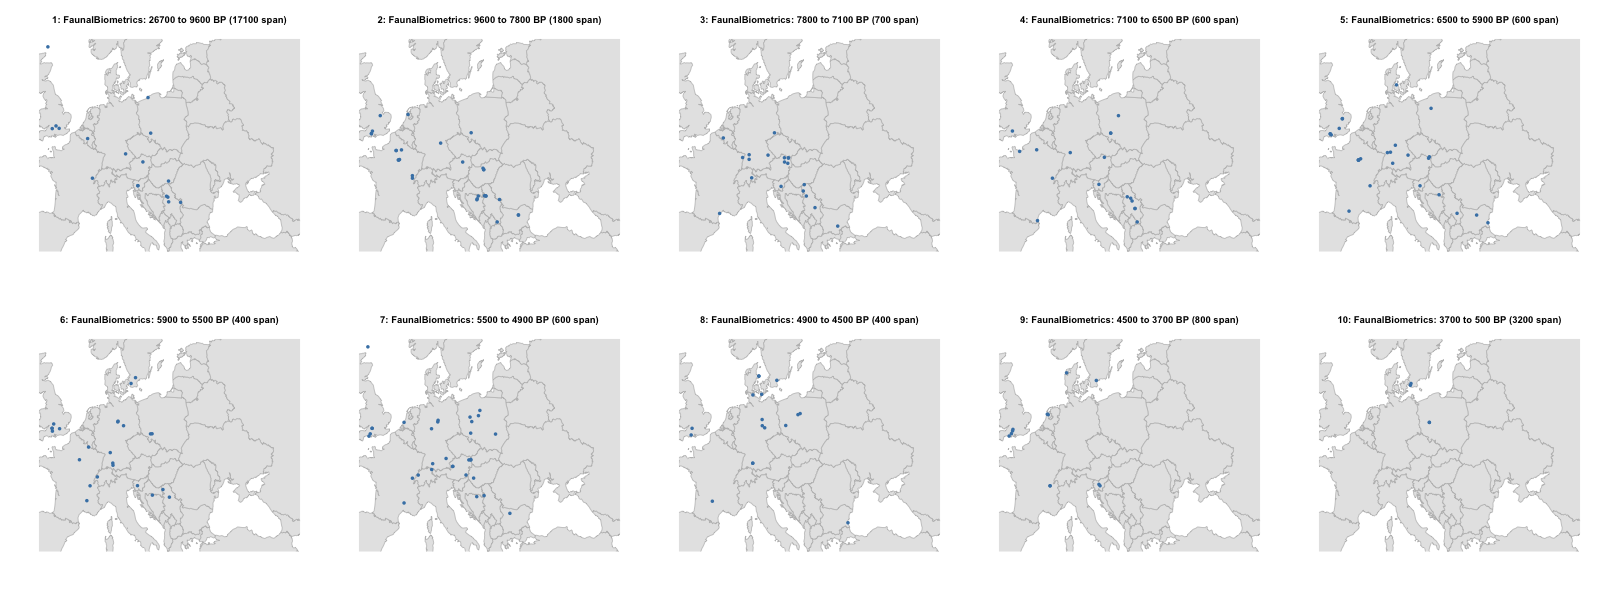 1: FaunalBiometrics: 26700 to 9600 BP (17100 span)
2: FaunalBiometrics: 9600 to 7800 BP (1800 span)
3: FaunalBiometrics: 7800 to 7100 BP (700 span)
4: FaunalBiometrics: 7100 to 6500 BP (600 span)
5: FaunalBiometrics: 6500 to 5900 BP (600 span)
6: FaunalBiometrics: 5900 to 5500 BP (400 span)
7: FaunalBiometrics: 5500 to 4900 BP (600 span)
8: FaunalBiometrics: 4900 to 4500 BP (400 span)
9: FaunalBiometrics: 4500 to 3700 BP (800 span)
10: FaunalBiometrics: 3700 to 500 BP (3200 span)